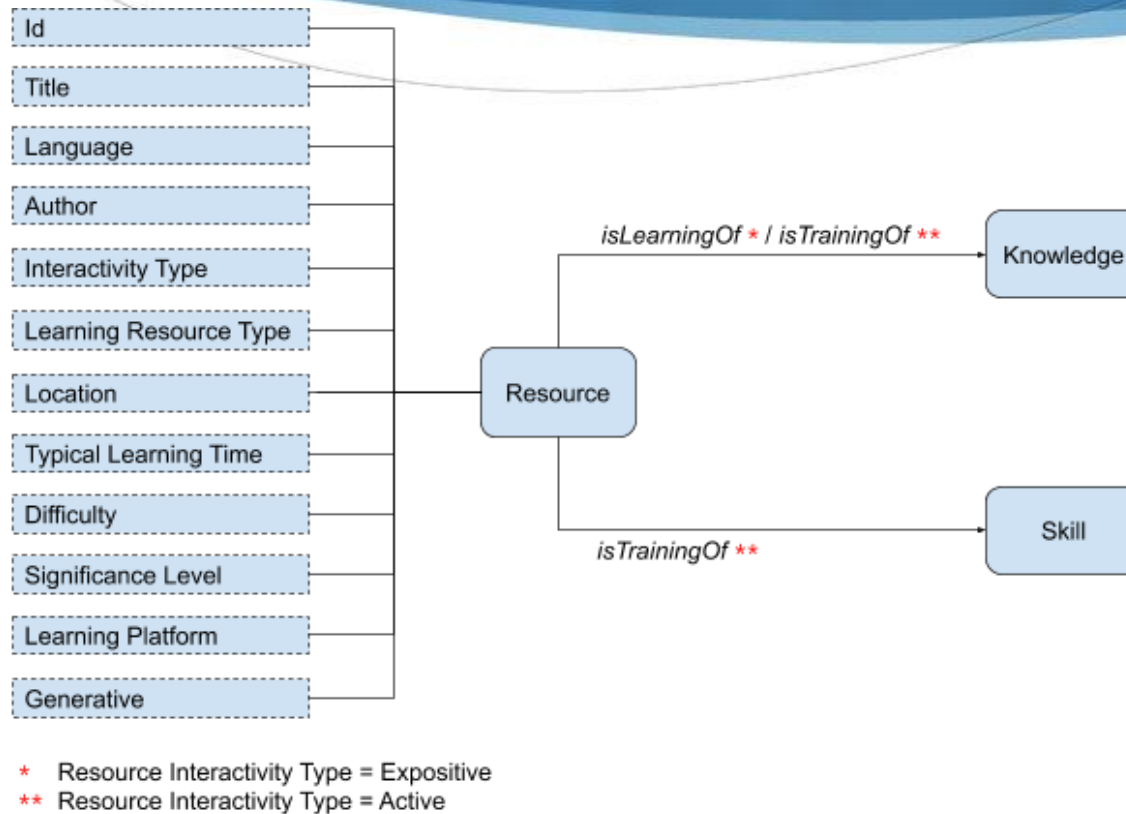 Id
Title
Language
Author
Interactivity Type
Learning Resource Type
Location
Typical Learning Time
Difficulty
Significance Level
Learning Platform
Generative
Resource
isLearningOf * / isTrainingOf **
Knowledge
isTrainingOf **
Skill
* Resource Interactivity Type = Expositive
** Resource Interactivity Type = Active